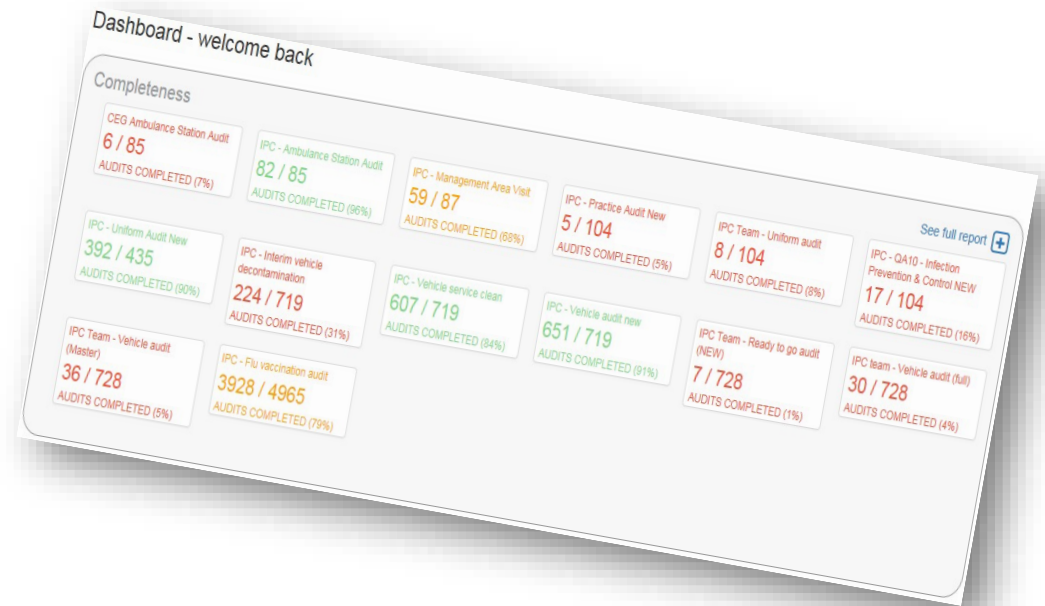 Dashboard - welcome back
Completeness
See full report
CEG Ambulance Station Audit
6 / 85
AUDITS COMPLETED (7%)
IPC - Ambulance Station Audit
82 / 85
AUDITS COMPLETED (96%)
IPC - Management Area Visit
59 / 87
AUDITS COMPLETED (68%)
IPC - Practice Audit New
5 / 104
AUDITS COMPLETED (5%)
IPC Team - Uniform audit
8 / 104
AUDITS COMPLETED (8%)
IPC - QA10 - Infection
Prevention & Control NEW
17 / 104
AUDITS COMPLETED (16%)
IPC - Uniform Audit New
392 / 435
AUDITS COMPLETED (90%)
IPC - Interim vehicle
decontamination
224 / 719
AUDITS COMPLETED (31%)
IPC - Vehicle service clean
607 / 719
AUDITS COMPLETED (84%)
IPC - Vehicle audit new
651 / 719
AUDITS COMPLETED (91%)
IPC Team - Ready to go audit
(NEW)
7 / 728
AUDITS COMPLETED (1%)
IPC team - Vehicle audit (full)
30 / 728
AUDITS COMPLETED (4%)
IPC Team - Vehicle audit
(Master)
36 / 728
AUDITS COMPLETED (5%)
IPC - Flu vaccination audit
3928 / 4965
AUDITS COMPLETED (79%)